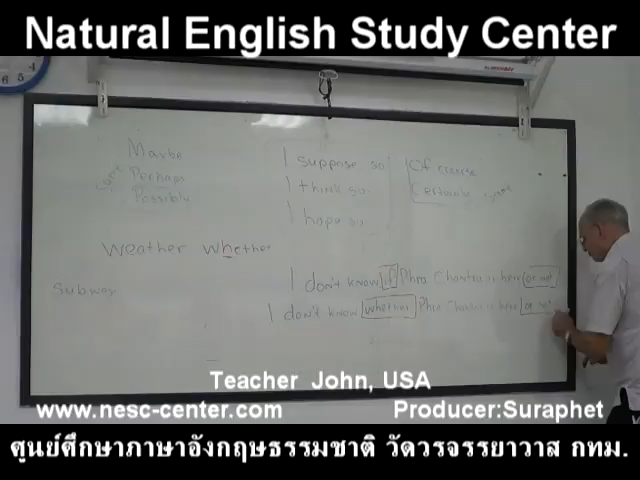 Natural English Study Center
Maybe
can't Perhaps
Possibly
I suppose so
I think so
I hope so
Of course
Certainly
Weather whether
Subway
I don't know if Phra Chantra is here or not
I don't know whether Phra Chantra is here or not
Teacher John, USA
www.nesc-center.com
Producer:Suraphet
ศูนย์ศึกษาภาษาอังกฤษธรรมชาติ วัดวรจรรยาวาส กทม.